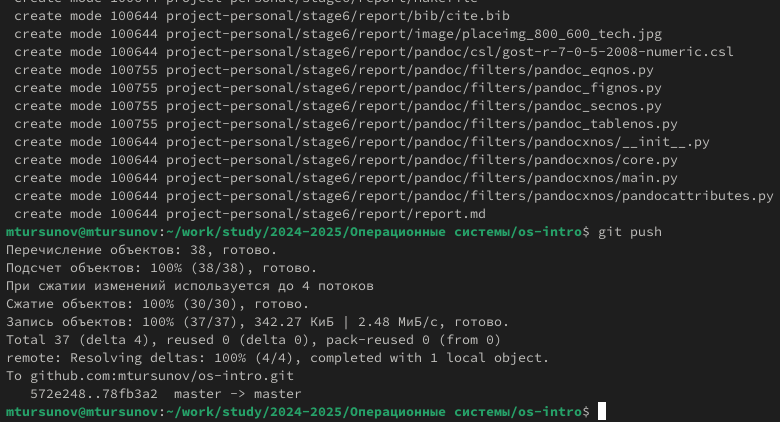 create mode 100644 project-personal/stage6/report/bib/cite.bib
create mode 100644 project-personal/stage6/report/image/placeimg_800_600_tech.jpg
create mode 100644 project-personal/stage6/report/pandoc/csl/gost-r-7-0-5-2008-numeric.csl
create mode 100755 project-personal/stage6/report/pandoc/filters/pandoc_eqnos.py
create mode 100755 project-personal/stage6/report/pandoc/filters/pandoc_fignos.py
create mode 100755 project-personal/stage6/report/pandoc/filters/pandoc_secnos.py
create mode 100755 project-personal/stage6/report/pandoc/filters/pandoc_tablenos.py
create mode 100644 project-personal/stage6/report/pandoc/filters/pandocxnos/__init__.py
create mode 100644 project-personal/stage6/report/pandoc/filters/pandocxnos/core.py
create mode 100644 project-personal/stage6/report/pandoc/filters/pandocxnos/main.py
create mode 100644 project-personal/stage6/report/pandoc/filters/pandocxnos/pandocattributes.py
create mode 100644 project-personal/stage6/report/report.md
mtursunov@mtursunov:~/work/study/2024-2025/Операционные системы/os-intro$ git push
Перечисление объектов: 38, готово.
Подсчет объектов: 100% (38/38), готово.
При сжатии изменений используется до 4 потоков
Сжатие объектов: 100% (30/30), готово.
Запись объектов: 100% (37/37), 342.27 КиБ | 2.48 МиБ/с, готово.
Total 37 (delta 4), reused 0 (delta 0), pack-reused 0 (from 0)
remote: Resolving deltas: 100% (4/4), completed with 1 local object.
To github.com:mtursunov/os-intro.git
572e248..78fb3a2  master -> master
mtursunov@mtursunov:~/work/study/2024-2025/Операционные системы/os-intro$